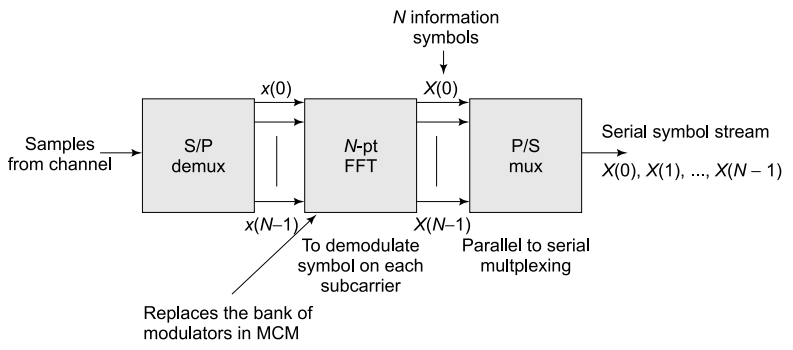 N information
symbols
x(0)
X(0)
Samples
from channel
S/P
demux
N-pt
FFT
P/S
mux
Serial symbol stream
X(0), X(1), ..., X(N – 1)
x(N–1)
X(N–1)
To demodulate
symbol on each
subcarrier
Parallel to serial
multplexing
Replaces the bank of
modulators in MCM